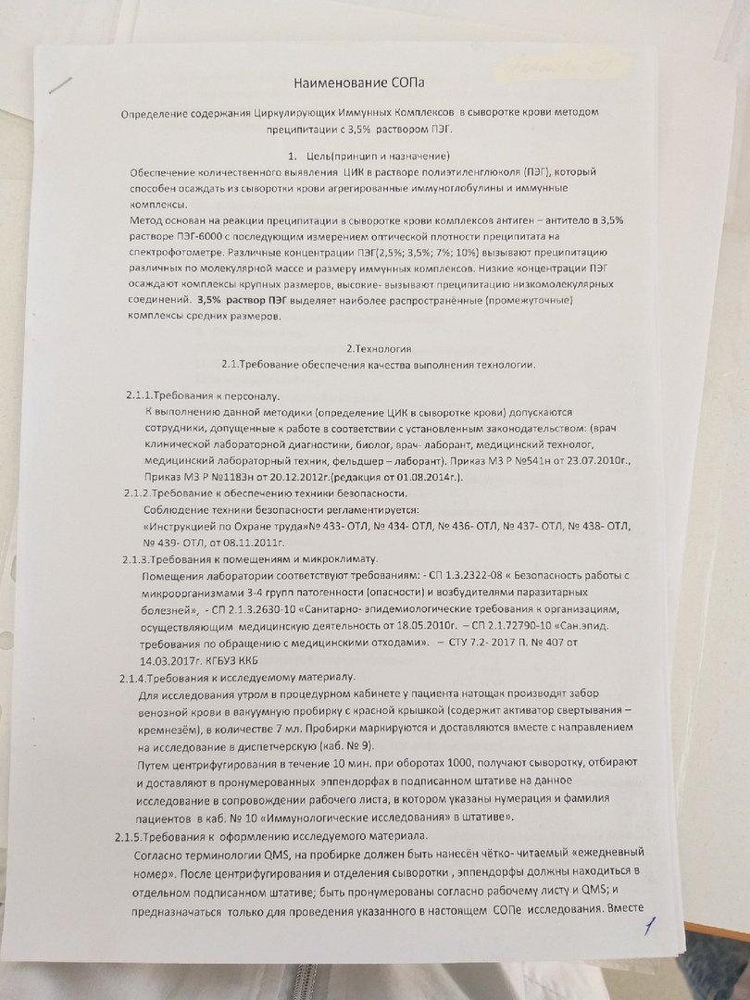 Наименование СОПа
Определение содержания Циркулирующих Иммунных Комплексов в сыворотке крови методом
преципитации с 3,5% раствором ПЭГ.
1. Цель(принцип и назначение)
Обеспечение количественного выявления ЦИК в растворе полиэтиленглюколя (ПЭГ), который
способен осаждать из сыворотки крови агрегированные иммуноглобулины и иммунные
комплексы.
Метод основан на реакции преципитации в сыворотке крови комплексов антиген – антитело в 3,5%
растворе ПЭГ-6000 с последующим измерением оптической плотности преципитата на
спектрофотометре. Различные концентрации ПЭГ(2,5%; 3,5%; 7%; 10%) вызывают преципитацию
различных по молекулярной массе и размеру иммунных комплексов. Низкие концентрации ПЭГ
осаждают комплексы крупных размеров, высокие- вызывают преципитацию низкомолекулярных
соединений. 3,5% раствор ПЭГ выделяет наиболее распространённые (промежуточные)
комплексы средних размеров.
2.Технология
2.1.Требование обеспечения качества выполнения технологии.
2.1.1.Требования к персоналу.
К выполнению данной методики (определение ЦИК в сыворотке крови) допускаются
сотрудники, допущенные к работе в соответствии с установленным законодательством: (врач
клинической лабораторной диагностики, биолог, врач- лаборант, медицинский технолог,
медицинский лабораторный техник, фельдшер – лаборант). Приказ МЗ Р №541н от 23.07.2010г.,
Приказ МЗ Р №1183н от 20.12.2012г.(редакция от 01.08.2014г.).
2.1.2.Требование к обеспечению техники безопасности.
Соблюдение техники безопасности регламентируется:
«Инструкцией по Охране труда»№ 433- ОТЛ, № 434- ОТЛ, № 436- ОТЛ, № 437- ОТЛ, № 438- ОТЛ,
№ 439- ОТЛ, от 08.11.2011г.
2.1.3.Требования к помещениям и микроклимату.
Помещения лаборатории соответствуют требованиям: - СП 1.3.2322-08 « Безопасность работы с
микроорганизмами 3-4 групп патогенности (опасности) и возбудителями паразитарных
болезней», - СП 2.1.3.2630-10 «Санитарно- эпидемиологические требования к организациям,
осуществляющим медицинскую деятельность от 18.05.2010г. – СП 2.1.72790-10 «Сан.эпид.
требования по обращению с медицинскими отходами». – СТУ 7.2- 2017 П. № 407 от
14.03.2017г. КГБУЗ ККБ
2.1.4.Требования к исследуемому материалу.
Для исследования утром в процедурном кабинете у пациента натощак производят забор
венозной крови в вакуумную пробирку с красной крышкой (содержит активатор свертывания –
кремнезём), в количестве 7 мл. Пробирки маркируются и доставляются вместе с направлением
на исследование в диспетчерскую (каб. № 9).
Путем центрифугирования в течение 10 мин. при оборотах 1000, получают сыворотку, отбирают
и доставляют в пронумерованных эппендорфах в подписанном штативе на данное
исследование в сопровождении рабочего листа, в котором указаны нумерация и фамилия
пациентов в каб. № 10 «Иммунологические исследования» в штативе».
2.1.5.Требования к оформлению исследуемого материала.
Согласно терминологии QMS, на пробирке должен быть нанесён чётко- читаемый «ежедневный
номер». После центрифугирования и отделения сыворотки , эппендорфы должны находиться в
отдельном подписанном штативе; быть пронумерованы согласно рабочему листу и QMS; и
предназначаться только для проведения указанного в настоящем СОПе исследования. Вместе
1